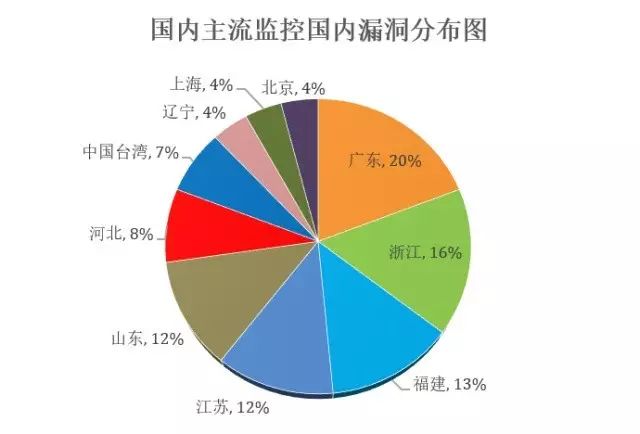 国内主流监控国内漏洞分布图
上海, 4%
北京, 4%
辽宁, 4%
广东, 20%
中国台湾, 7%
河北, 8%
浙江, 16%
山东, 12%
福建, 13%
江苏, 12%